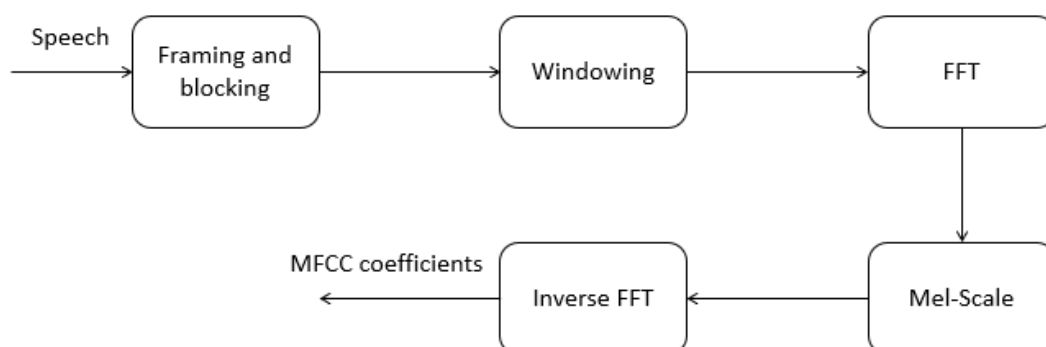 Speech
Framing and
blocking
Windowing
FFT
MFCC coefficients
Inverse FFT
Mel-Scale